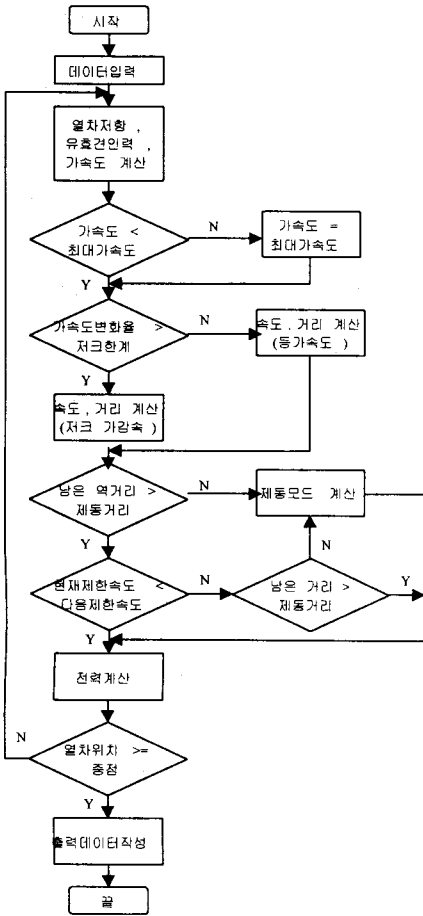 시작
데이터입력
열차저항 ,
유효견인력 ,
가속도 계산
가속도 <
최대가속도
N
가속도 =
최대가속도
Y
가속도변화율 >
저크한계
N
속도 , 거리 계산
(등가속도 )
Y
속도 , 거리 계산
(저크 가감속 )
남은 역거리 >
제동거리
N
제동모드 계산
Y
N
현재제한속도 <
다음제한속도
N
남은 거리 >
제동거리
Y
Y
전력계산
N
열차위치 >=
종점
Y
출력데이터작성
끝